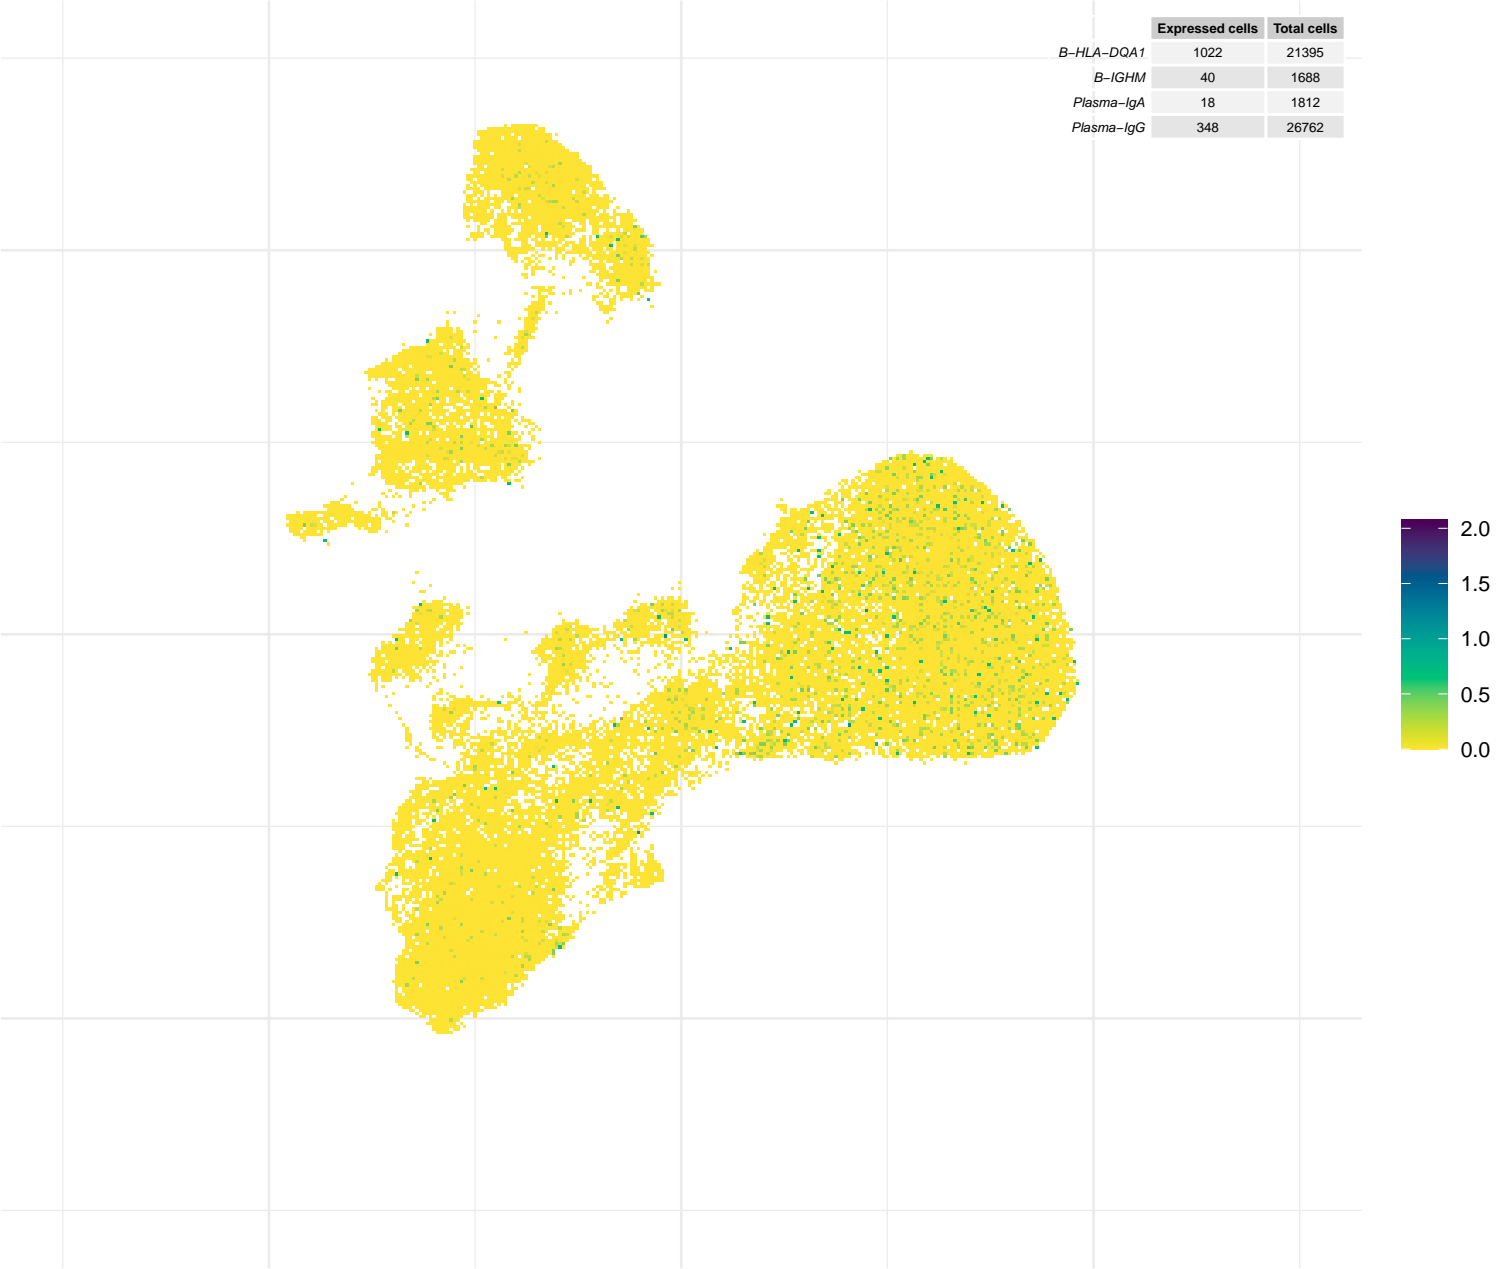 Expressed cells Total cells
B−HLA−DQA1 1022 21395
B−IGHM 40 1688
Plasma−IgA 18 1812
Plasma−IgG 348 26762
2.0
1.5
1.0
0.5
0.0